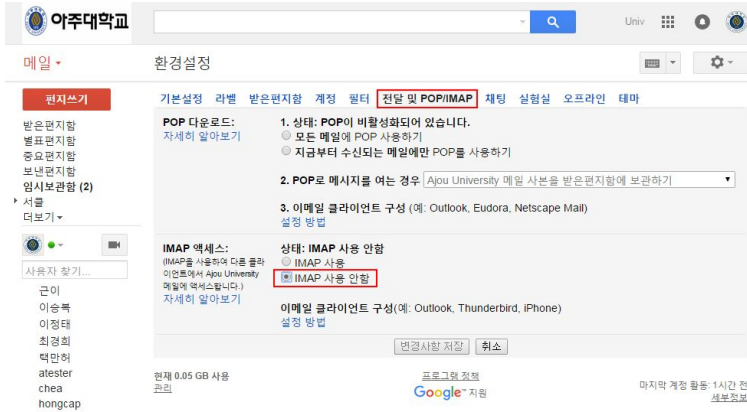 아주대학교
Univ
메일
환경설정
편지쓰기
기본설정 라벨 받은편지함 계정 필터 전달 및 POP/IMAP 채팅 실험실 오프라인 테마
받은편지함
별표편지함
중요편지함
보낸편지함
임시보관함 (2)
서클
더보기
사용자 찾기...
근이
이승복
이정태
최경희
택만허
atester
chea
hongcap
POP 다운로드:
자세히 알아보기
1. 상태: POP이 비활성화되어 있습니다.
모든 메일에 POP 사용하기
지금부터 수신되는 메일에만 POP를 사용하기
2. POP로 메시지를 여는 경우 Ajou University 메일 사본을 받은편지함에 보관하기
3. 이메일 클라이언트 구성 (예: Outlook, Eudora, Netscape Mail)
설정 방법
IMAP 액세스:
(IMAP을 사용하여 다른 클라
이언트에서 Ajou University
메일에 액세스합니다.)
자세히 알아보기
상태: IMAP 사용 안함
IMAP 사용
IMAP 사용 안함
이메일 클라이언트 구성(예: Outlook, Thunderbird, iPhone)
설정 방법
변경사항 저장 취소
현재 0.05 GB 사용
관리
프로그램 정책
Google™ 지원
마지막 계정 활동: 1시간 전
세부정보